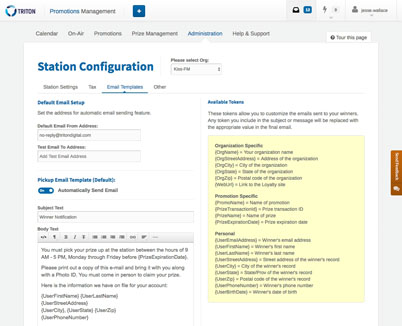 TRITON
Promotions Management
+
12
0
jesse-wallace
Calendar On-Air Promotions Prize Management Administration Help & Support
Tour this page
Station Configuration
Please select Org:
Kiss-FM
Station Settings Tax Email Templates Other
Default Email Setup
Set the address for automatic email sending feature.
Default Email From Address:
no-reply@tritondigital.com
Test Email To Address:
Add Test Email Address
Pickup Email Template (Default):
On Automatically Send Email
Subject Text
Winner Notification
Body Text
You must pick your prize up at the station between the hours of 9
AM - 5 PM, Monday through Friday before {PrizeExpirationDate}.
Please print out a copy of this e-mail and bring it with you along
with a Photo ID. You must come in person to claim your prize.
Here is the information we have on file for your account:
{UserFirstName} {UserLastName}
{UserStreetAddress}
{UserCity}, {UserState} {UserZip}
{UserPhoneNumber}
Available Tokens
These tokens allow you to customize the emails sent to your winners.
Any token you include in the subject or message will be replaced with
the appropriate value in the final email.
Organization Specific
{OrgName} = Your organization name
{OrgStreetAddress} = Address of the organization
{OrgCity} = City of the organization
{OrgState} = State of the organization
{OrgZip} = Postal code of the organization
{WebUrl} = Link to the Loyalty site
Promotion Specific
{PromoName} = Name of promotion
{PrizeTransactionId} = Prize transaction ID
{PrizeName} = Name of prize
{PrizeExpirationDate} = Prize expiration date
Personal
{UserEmailAddress} = Winner's email address
{UserFirstName} = Winner's first name
{UserLastName} = Winner's last name
{UserStreetAddress} = Street address of the winner's record
{UserCity} = City of the winner's record
{UserState} = State/Prov of the winner's record
{UserZip} = Postal code of the winner's record
{UserPhoneNumber} = Winner's phone number
{UserBirthDate} = Winner's date of birth
Send Feedback